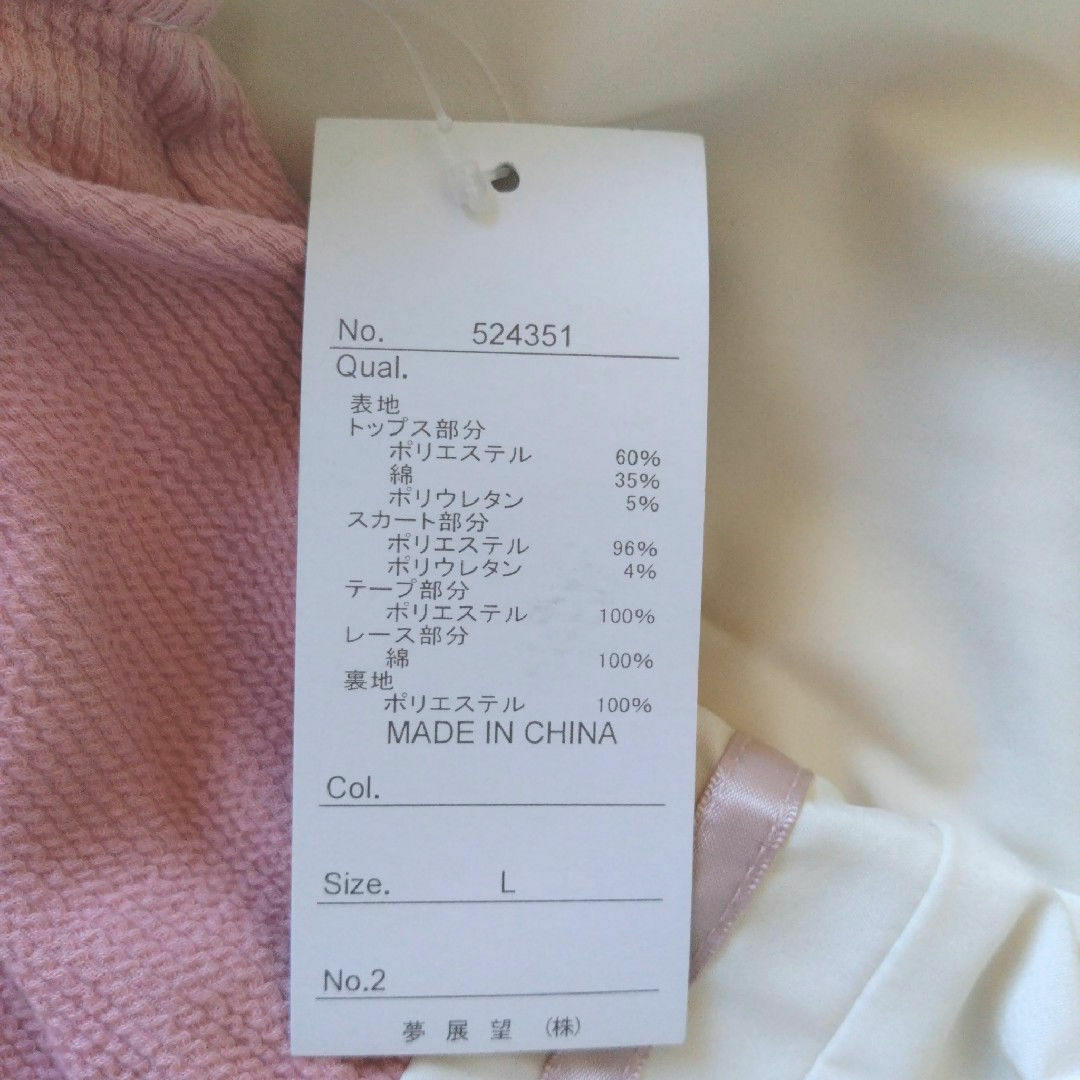 No. 524351
Qual.
表地
トップス部分
ポリエステル 60%
綿 35%
ポリウレタン 5%
スカート部分
ポリエステル 96%
ポリウレタン 4%
テープ部分
ポリエステル 100%
レース部分
綿 100%
裏地
ポリエステル 100%
MADE IN CHINA
Col.
Size. L
No.2
夢展望(株)